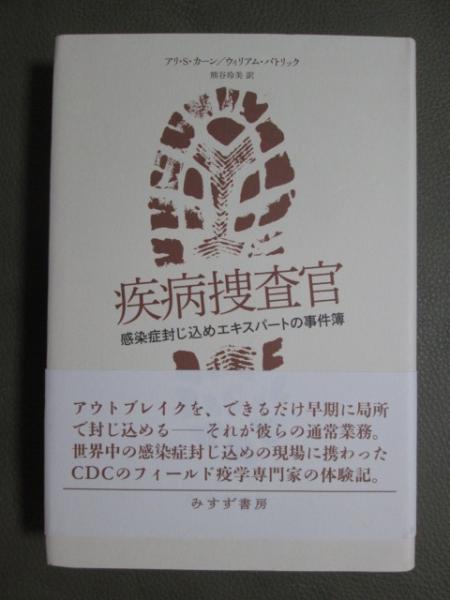 アリ・S・カーン／ウィリアム・パトリック
熊谷玲美 訳
疾病捜査官
感染症封じ込めエキスパートの事件簿
アウトブレイクを、できるだけ早期に局所
で封じ込める——それが彼らの通常業務。
世界中の感染症封じ込めの現場に携わった
CDCのフィールド疫学専門家の体験記。
みすず書房